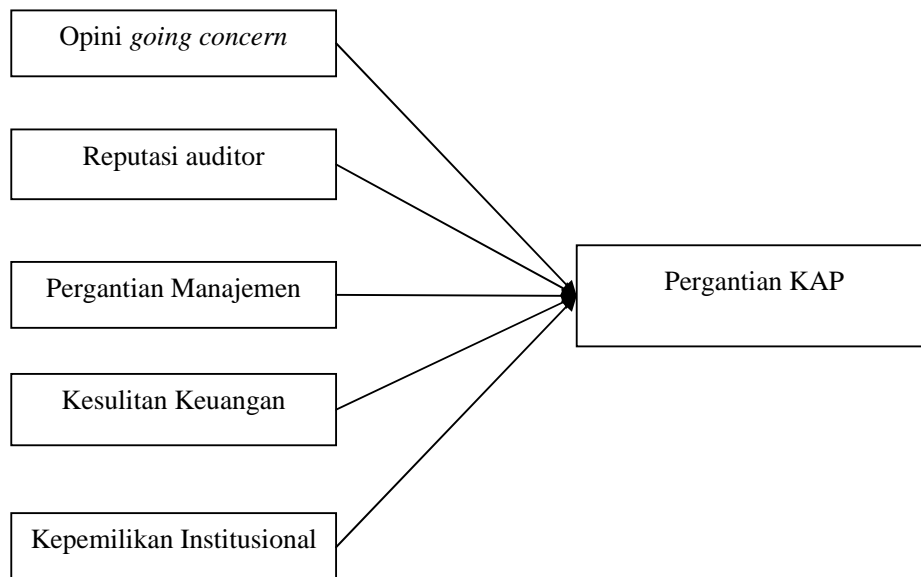 Opini going concern
Reputasi auditor
Pergantian Manajemen
Kesulitan Keuangan
Kepemilikan Institusional
Pergantian KAP